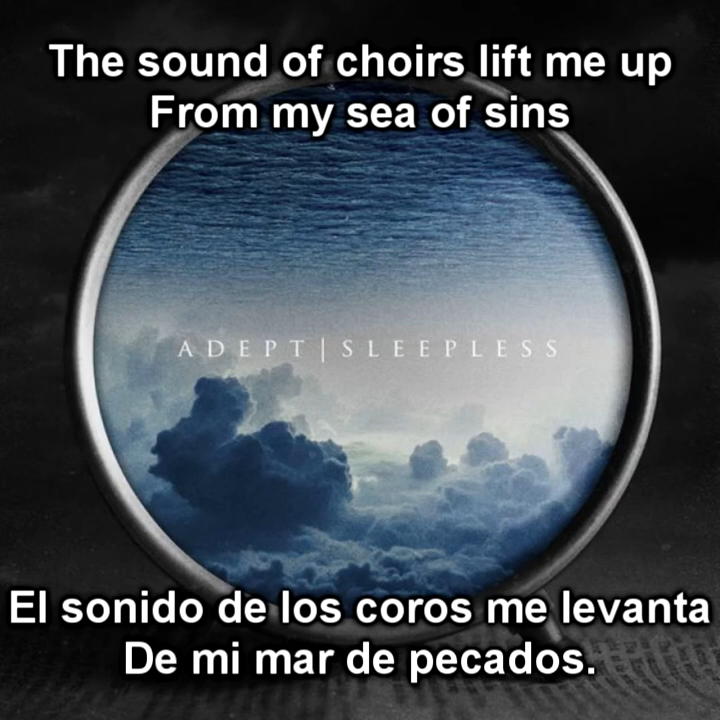 The sound of choirs lift me up
From my sea of sins
ADEPT | SLEEPLESS
El sonido de los coros me levanta
De mi mar de pecados.